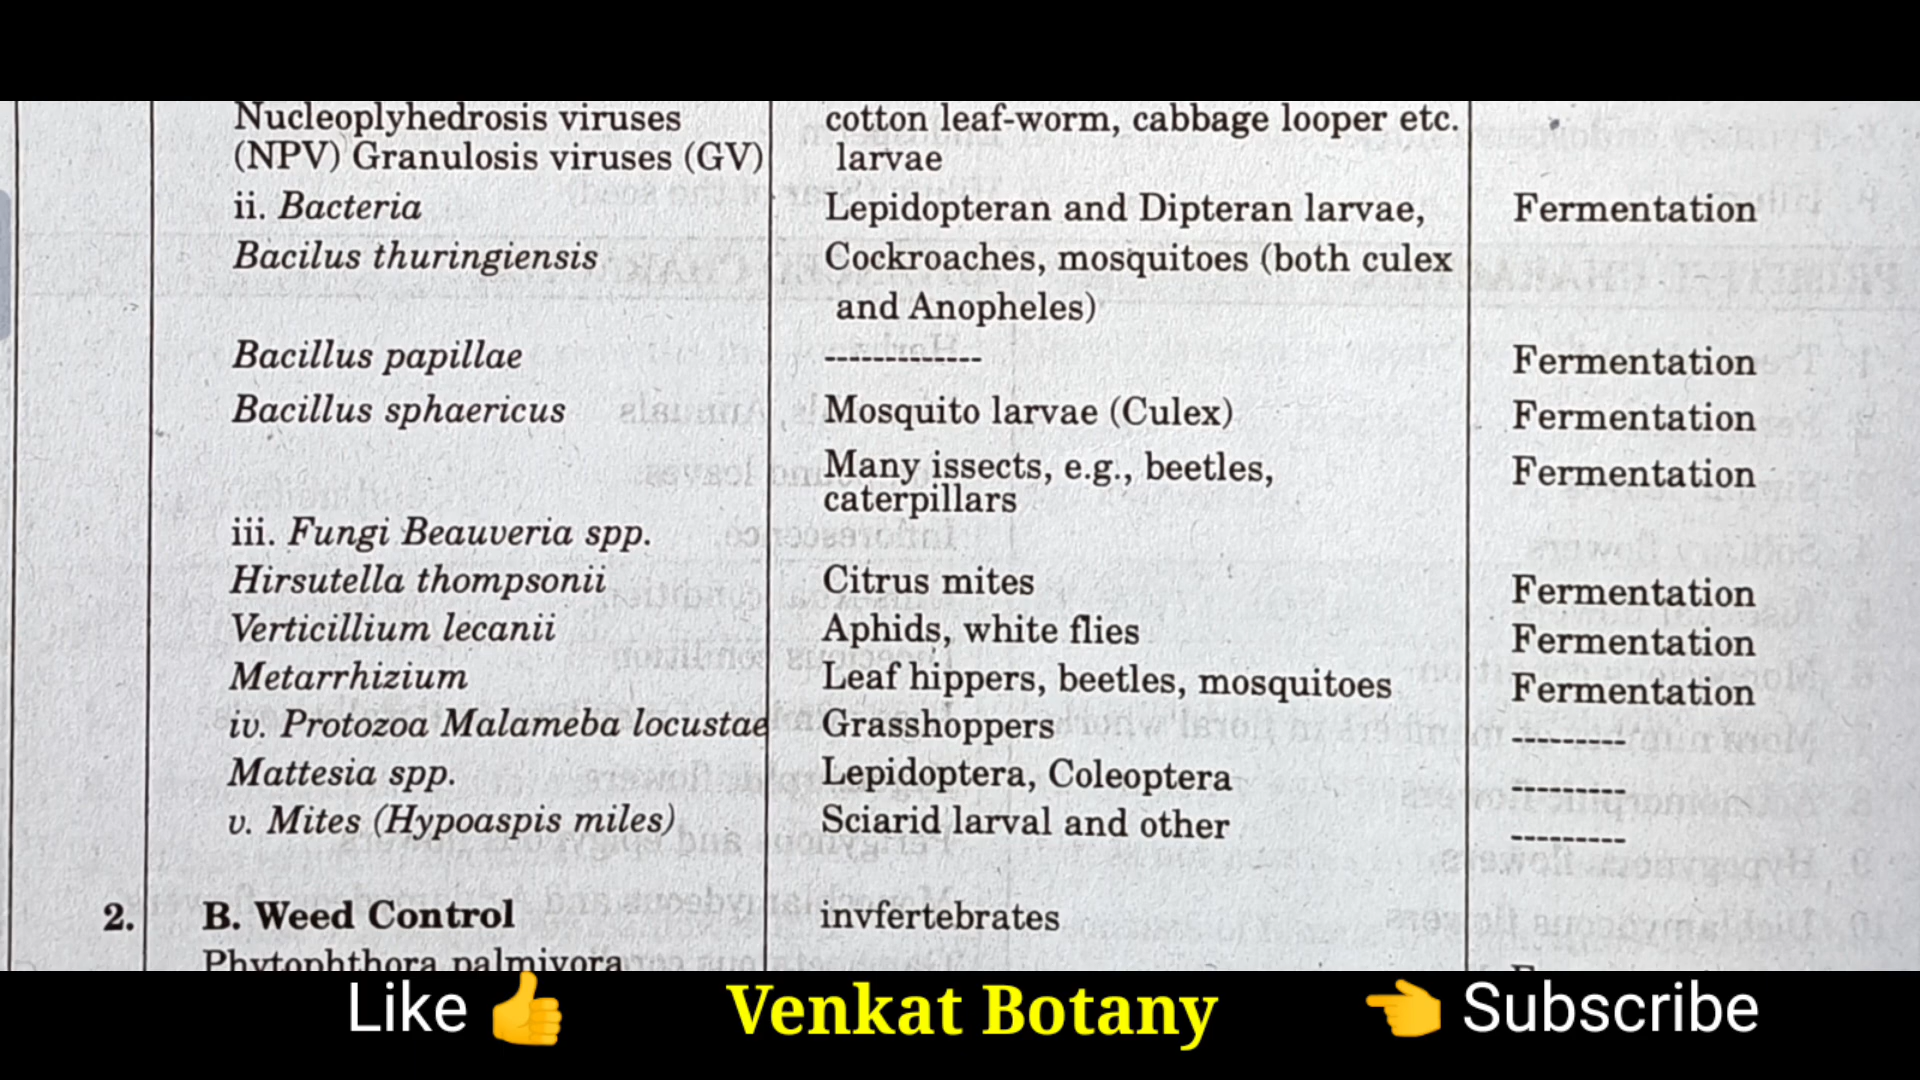 Nucleoplyhedrosis viruses cotton leaf-worm, cabbage looper etc.
(NPV) Granulosis viruses (GV) larvae
ii. Bacteria Lepidopteran and Dipteran larvae, Fermentation
Bacilus thuringiensis Cockroaches, mosquitoes (both culex
and Anopheles)
Bacillus papillae ------------- Fermentation
Bacillus sphaericus Mosquito larvae (Culex) Fermentation
Many issects, e.g., beetles, Fermentation
caterpillars
iii. Fungi Beauveria spp.
Hirsutella thompsonii Citrus mites Fermentation
Verticillium lecanii Aphids, white flies Fermentation
Metarrhizium Leaf hippers, beetles, mosquitoes Fermentation
iv. Protozoa Malameba locustae Grasshoppers ---------
Mattesia spp. Lepidoptera, Coleoptera ---------
v. Mites (Hypoaspis miles) Sciarid larval and other ---------
2. B. Weed Control invfertebrates
Phytophthora palmivora
Like 👍 Venkat Botany 👈 Subscribe